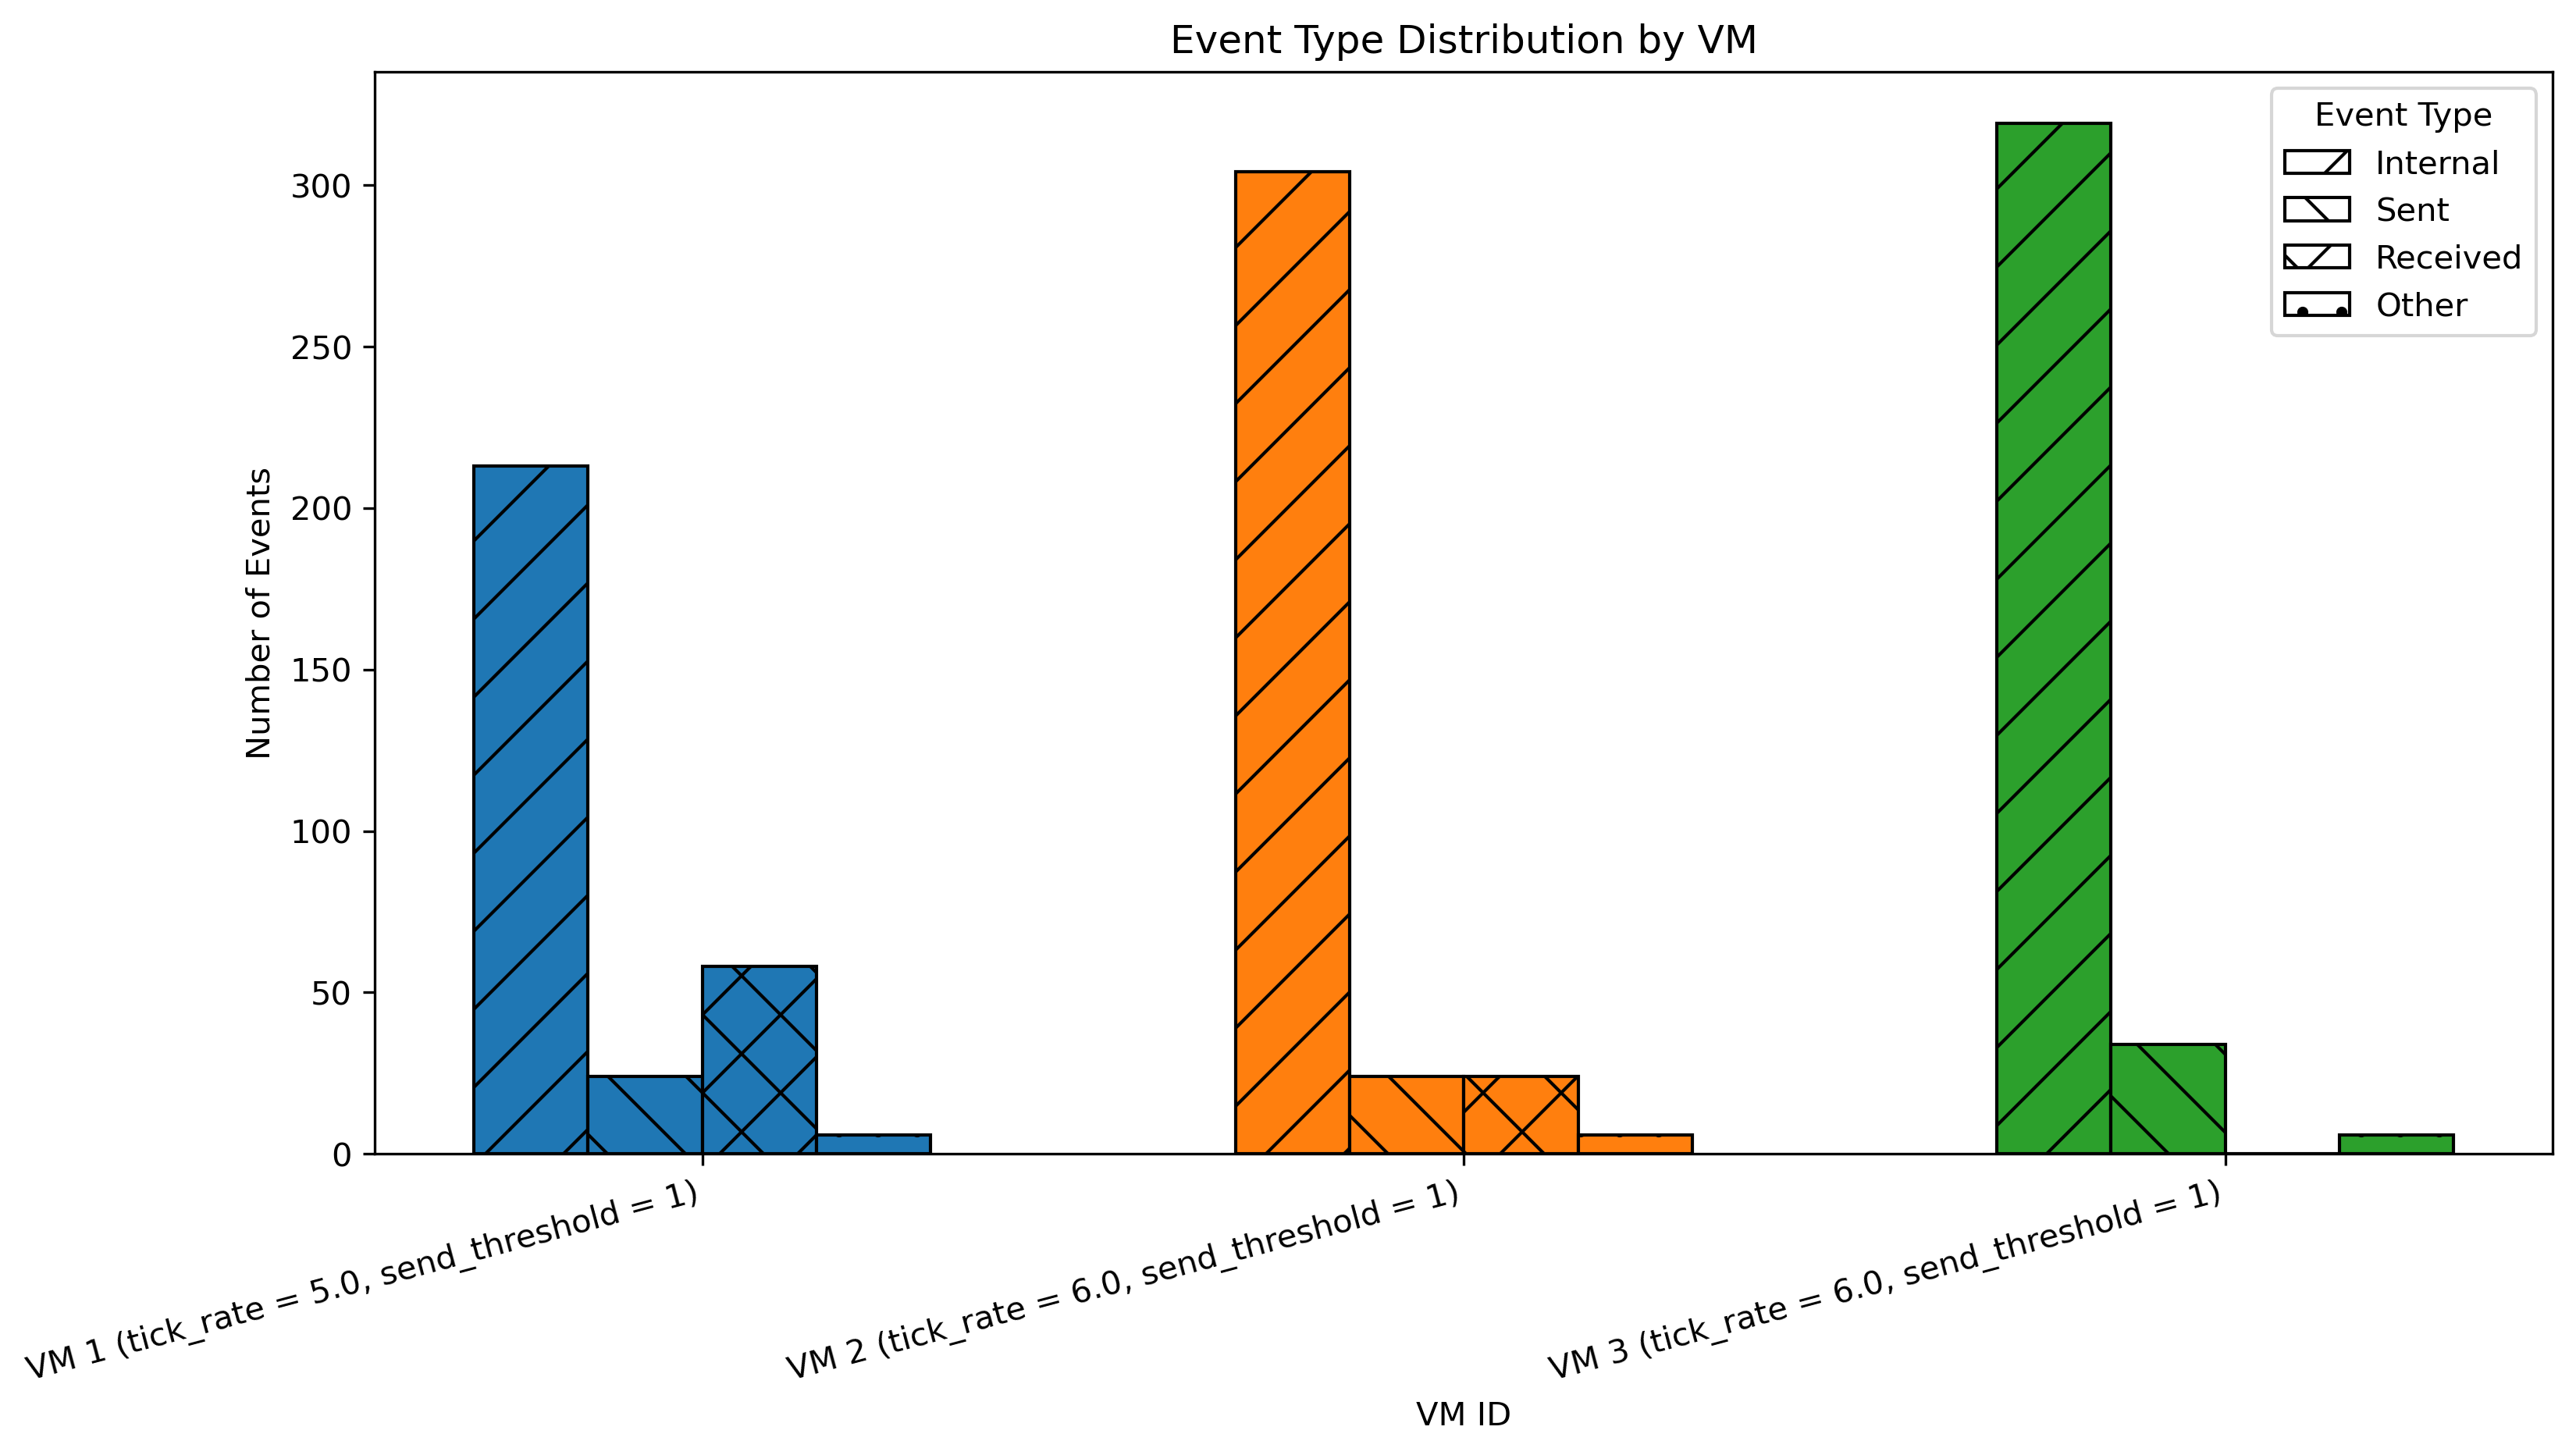 Event Type Distribution by VM
Event Type
Internal
Sent
Received
Other
Number of Events
300
250
200
150
100
50
0
VM 1 (tick_rate = 5.0, send_threshold = 1)
VM 2 (tick_rate = 6.0, send_threshold = 1)
VM 3 (tick_rate = 6.0, send_threshold = 1)
VM ID